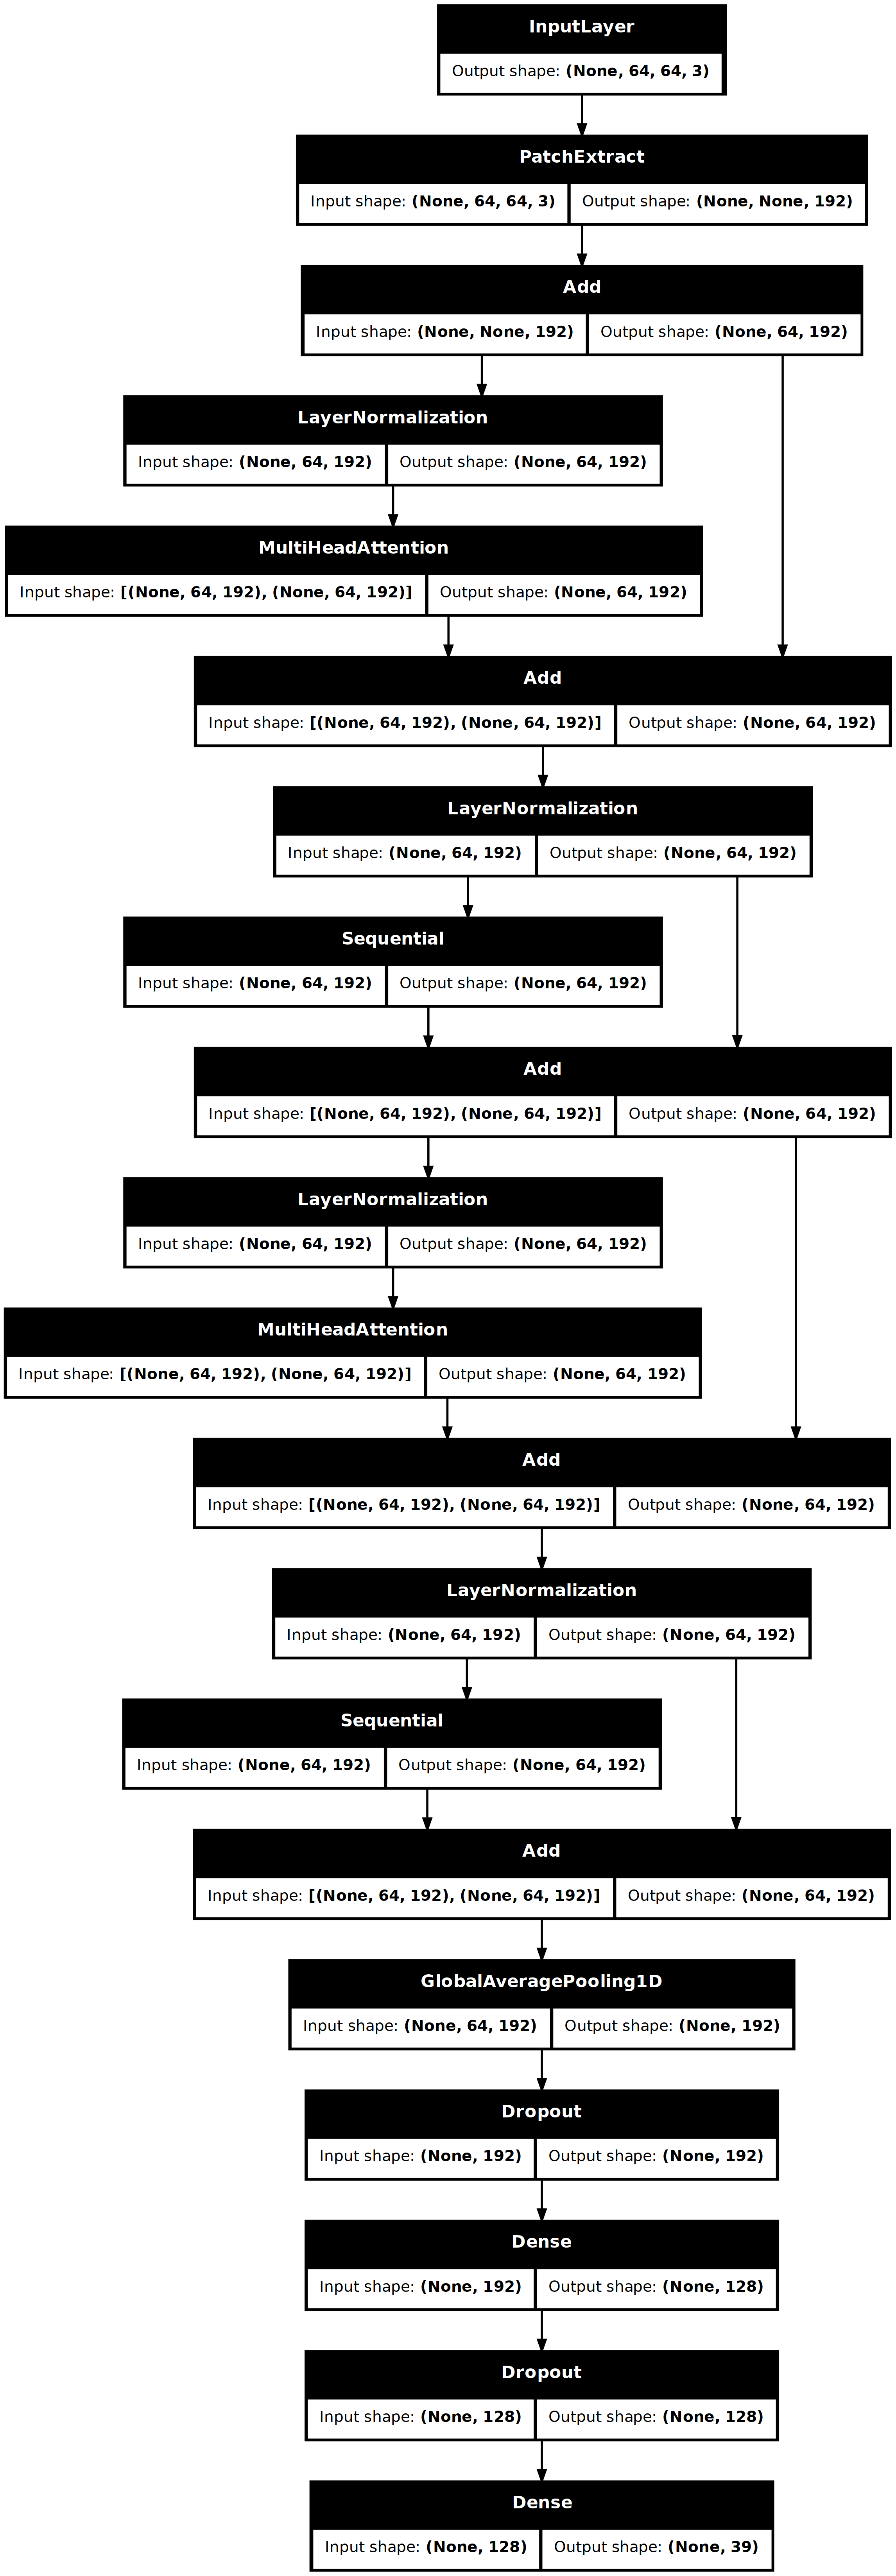 InputLayer
Output shape: (None, 64, 64, 3)
PatchExtract
Input shape: (None, 64, 64, 3) Output shape: (None, None, 192)
Add
Input shape: (None, None, 192) Output shape: (None, 64, 192)
LayerNormalization
Input shape: (None, 64, 192) Output shape: (None, 64, 192)
MultiHeadAttention
Input shape: [(None, 64, 192), (None, 64, 192)] Output shape: (None, 64, 192)
Add
Input shape: [(None, 64, 192), (None, 64, 192)] Output shape: (None, 64, 192)
LayerNormalization
Input shape: (None, 64, 192) Output shape: (None, 64, 192)
Sequential
Input shape: (None, 64, 192) Output shape: (None, 64, 192)
Add
Input shape: [(None, 64, 192), (None, 64, 192)] Output shape: (None, 64, 192)
LayerNormalization
Input shape: (None, 64, 192) Output shape: (None, 64, 192)
MultiHeadAttention
Input shape: [(None, 64, 192), (None, 64, 192)] Output shape: (None, 64, 192)
Add
Input shape: [(None, 64, 192), (None, 64, 192)] Output shape: (None, 64, 192)
LayerNormalization
Input shape: (None, 64, 192) Output shape: (None, 64, 192)
Sequential
Input shape: (None, 64, 192) Output shape: (None, 64, 192)
Add
Input shape: [(None, 64, 192), (None, 64, 192)] Output shape: (None, 64, 192)
GlobalAveragePooling1D
Input shape: (None, 64, 192) Output shape: (None, 192)
Dropout
Input shape: (None, 192) Output shape: (None, 192)
Dense
Input shape: (None, 192) Output shape: (None, 128)
Dropout
Input shape: (None, 128) Output shape: (None, 128)
Dense
Input shape: (None, 128) Output shape: (None, 39)